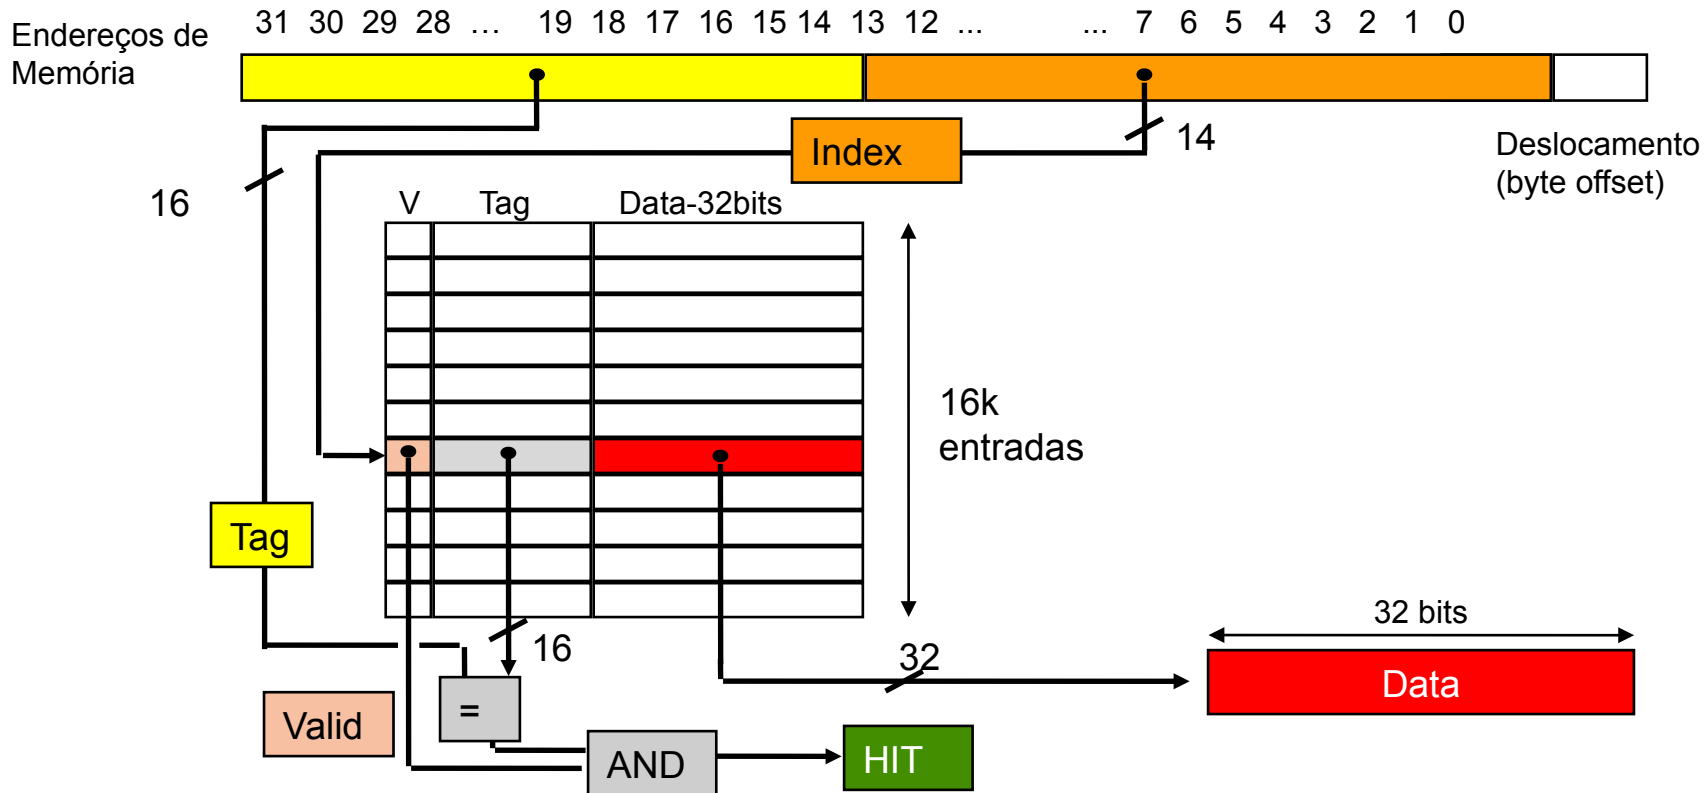 31 30 29 28 ... 19 18 17 16 15 14 13 12 ... ... 7 6 5 4 3 2 1 0
Endereços de
Memória
Index
14
Deslocamento
(byte offset)
16
V Tag Data-32bits
16k
entradas
Tag
16
32
32 bits
Data
Valid
=
AND
HIT